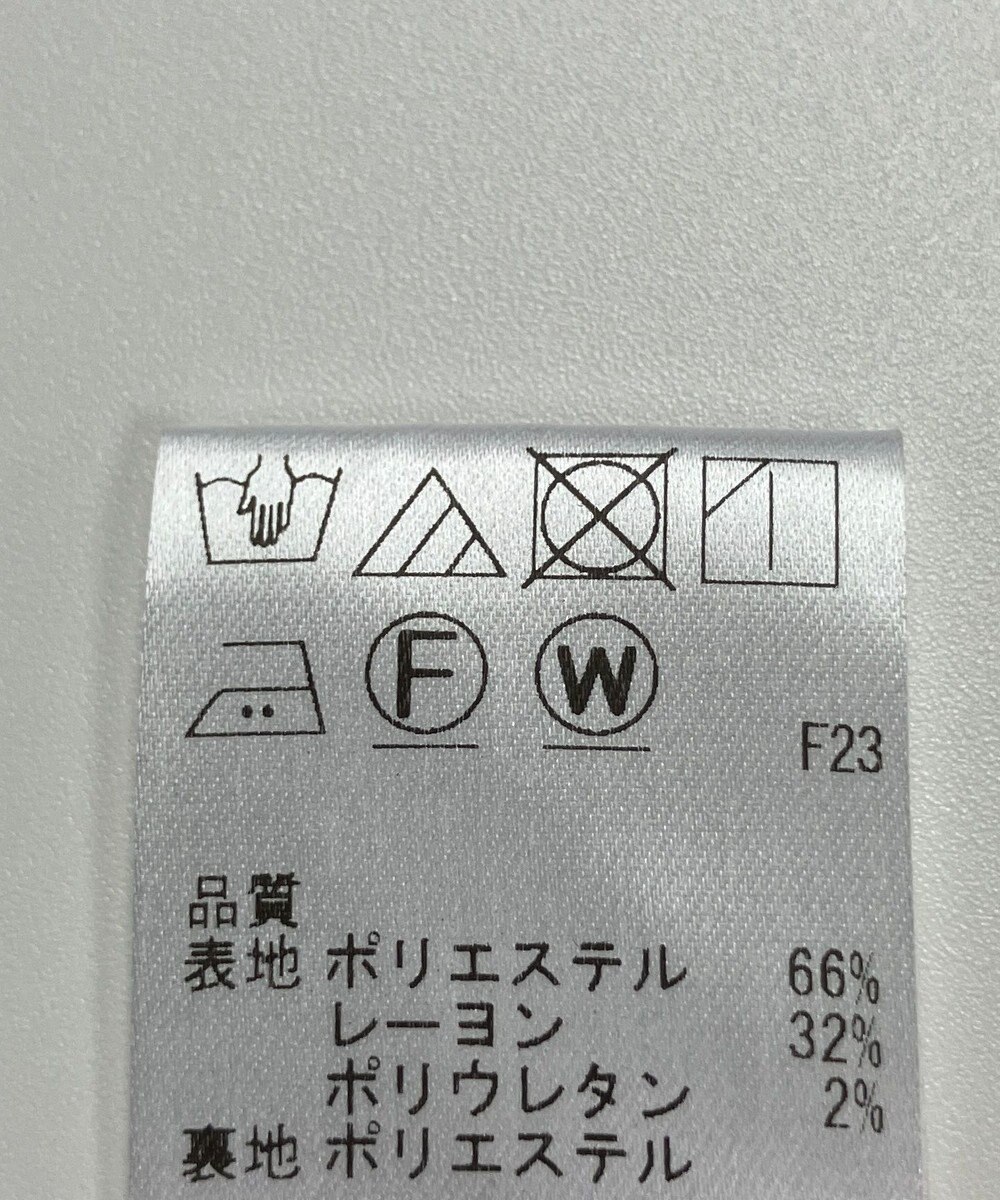 F W
F23
品質
表地 ポリエステル 66%
レーヨン 32%
ポリウレタン 2%
裏地 ポリエステル